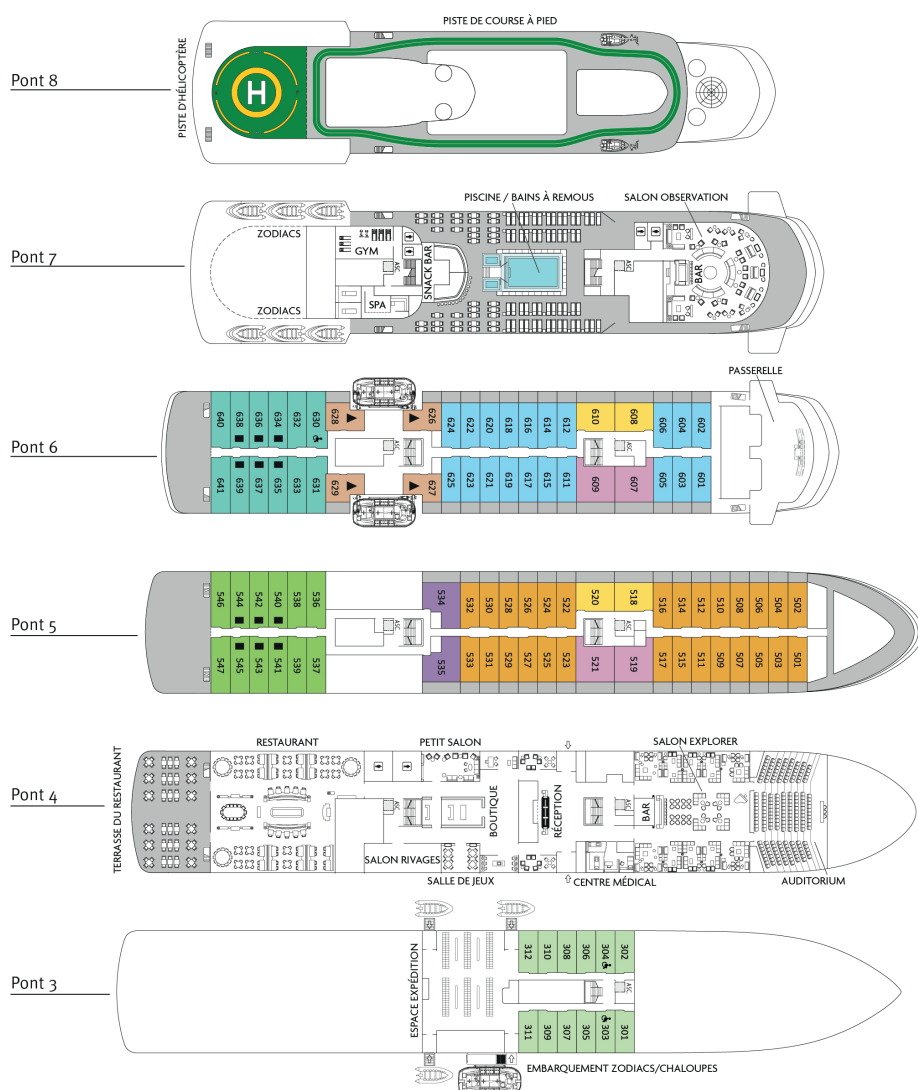 PISTE DE COURSE À PIED
PISTE D'HÉLICOPTÈRE
Pont 8
H
PISCINE / BAINS À REMOUS
SALON OBSERVATION
ZODIACS
GYM
ASC
SNACK BAR
ASC
BAR
Pont 7
SPA
ZODIACS
PASSERELLE
640 638 636 634 632 630 628 626 624 622 620 618 616 614 612 610 608 606 604 602
Pont 6
ASC
ASC
641 639 637 635 633 631 629 627 625 623 621 619 617 615 611 609 607 605 603 601
546 544 542 540 538 536 534 532 530 528 526 524 522 520 518 516 514 512 510 508 506 504 502
Pont 5
ASC
ASC
547 545 543 541 539 537 535 533 531 529 527 525 523 521 519 517 515 511 509 507 505 503 501
RESTAURANT
PETIT SALON
SALON EXPLORER
TERRASSE DU RESTAURANT
Pont 4
ASC
BOUTIQUE
RÉCEPTION
ASC
BAR
SALON RIVAGES
SALLE DE JEUX
CENTRE MÉDICAL
AUDITORIUM
312 310 308 306 304 302
Pont 3
ESPACE EXPÉDITION
ASC
311 309 307 305 303 301
EMBARQUEMENT ZODIACS/CHALOUPES